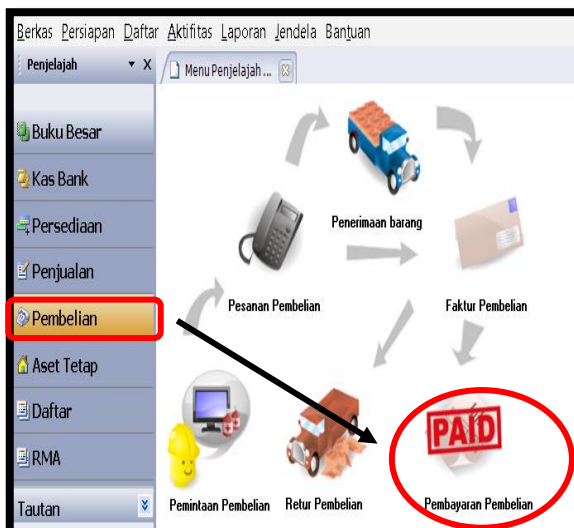 Berkas Persiapan Daftar Aktifitas Laporan Jendela Bantuan
Penjelajah
Menu Penjelajah ...
Buku Besar
Kas Bank
Persediaan
Penjualan
Pembelian
Aset Tetap
Daftar
RMA
Tautan
Penerimaan barang
Pesanan Pembelian
Faktur Pembelian
PAID
Pemintaan Pembelian
Retur Pembelian
Pembayaran Pembelian